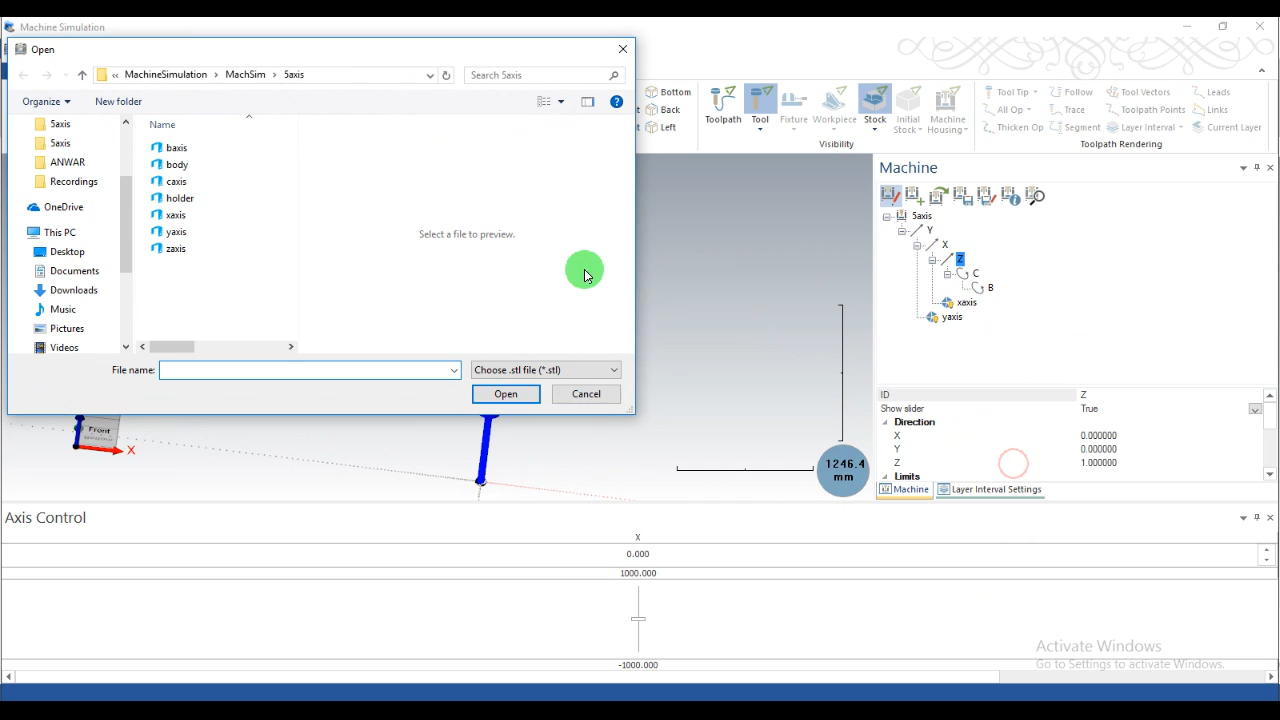 Machine Simulation
Open
« MachineSimulation > MachSim > 5axis
Search 5axis
Organize
New folder
5axis
5axis
ANWAR
Recordings
OneDrive
This PC
Desktop
Documents
Downloads
Music
Pictures
Videos
Name
baxis
body
caxis
holder
xaxis
yaxis
zaxis
Select a file to preview.
File name:
Choose .stl file (*.stl)
Open
Cancel
Bottom
Back
Left
Toolpath
Tool
Fixture
Workpiece
Stock
Initial Stock
Machine Housing
Visibility
Tool Tip
Follow
Tool Vectors
Leads
All Op
Trace
Toolpath Points
Links
Thicken Op
Segment
Layer Interval
Current Layer
Toolpath Rendering
Machine
5axis
Y
X
Z
C
B
xaxis
yaxis
ID Z
Show slider True
Direction
X 0.000000
Y 0.000000
Z 1.000000
Limits
Machine
Layer Interval Settings
Front
X
1246.4
mm
Axis Control
X
0.000
1000.000
-1000.000
Activate Windows
Go to Settings to activate Windows.